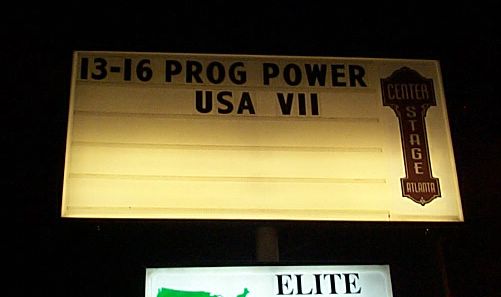 13-16 PROG POWER
USA VII
CENTER
STAGE
ATLANTA
ELITE